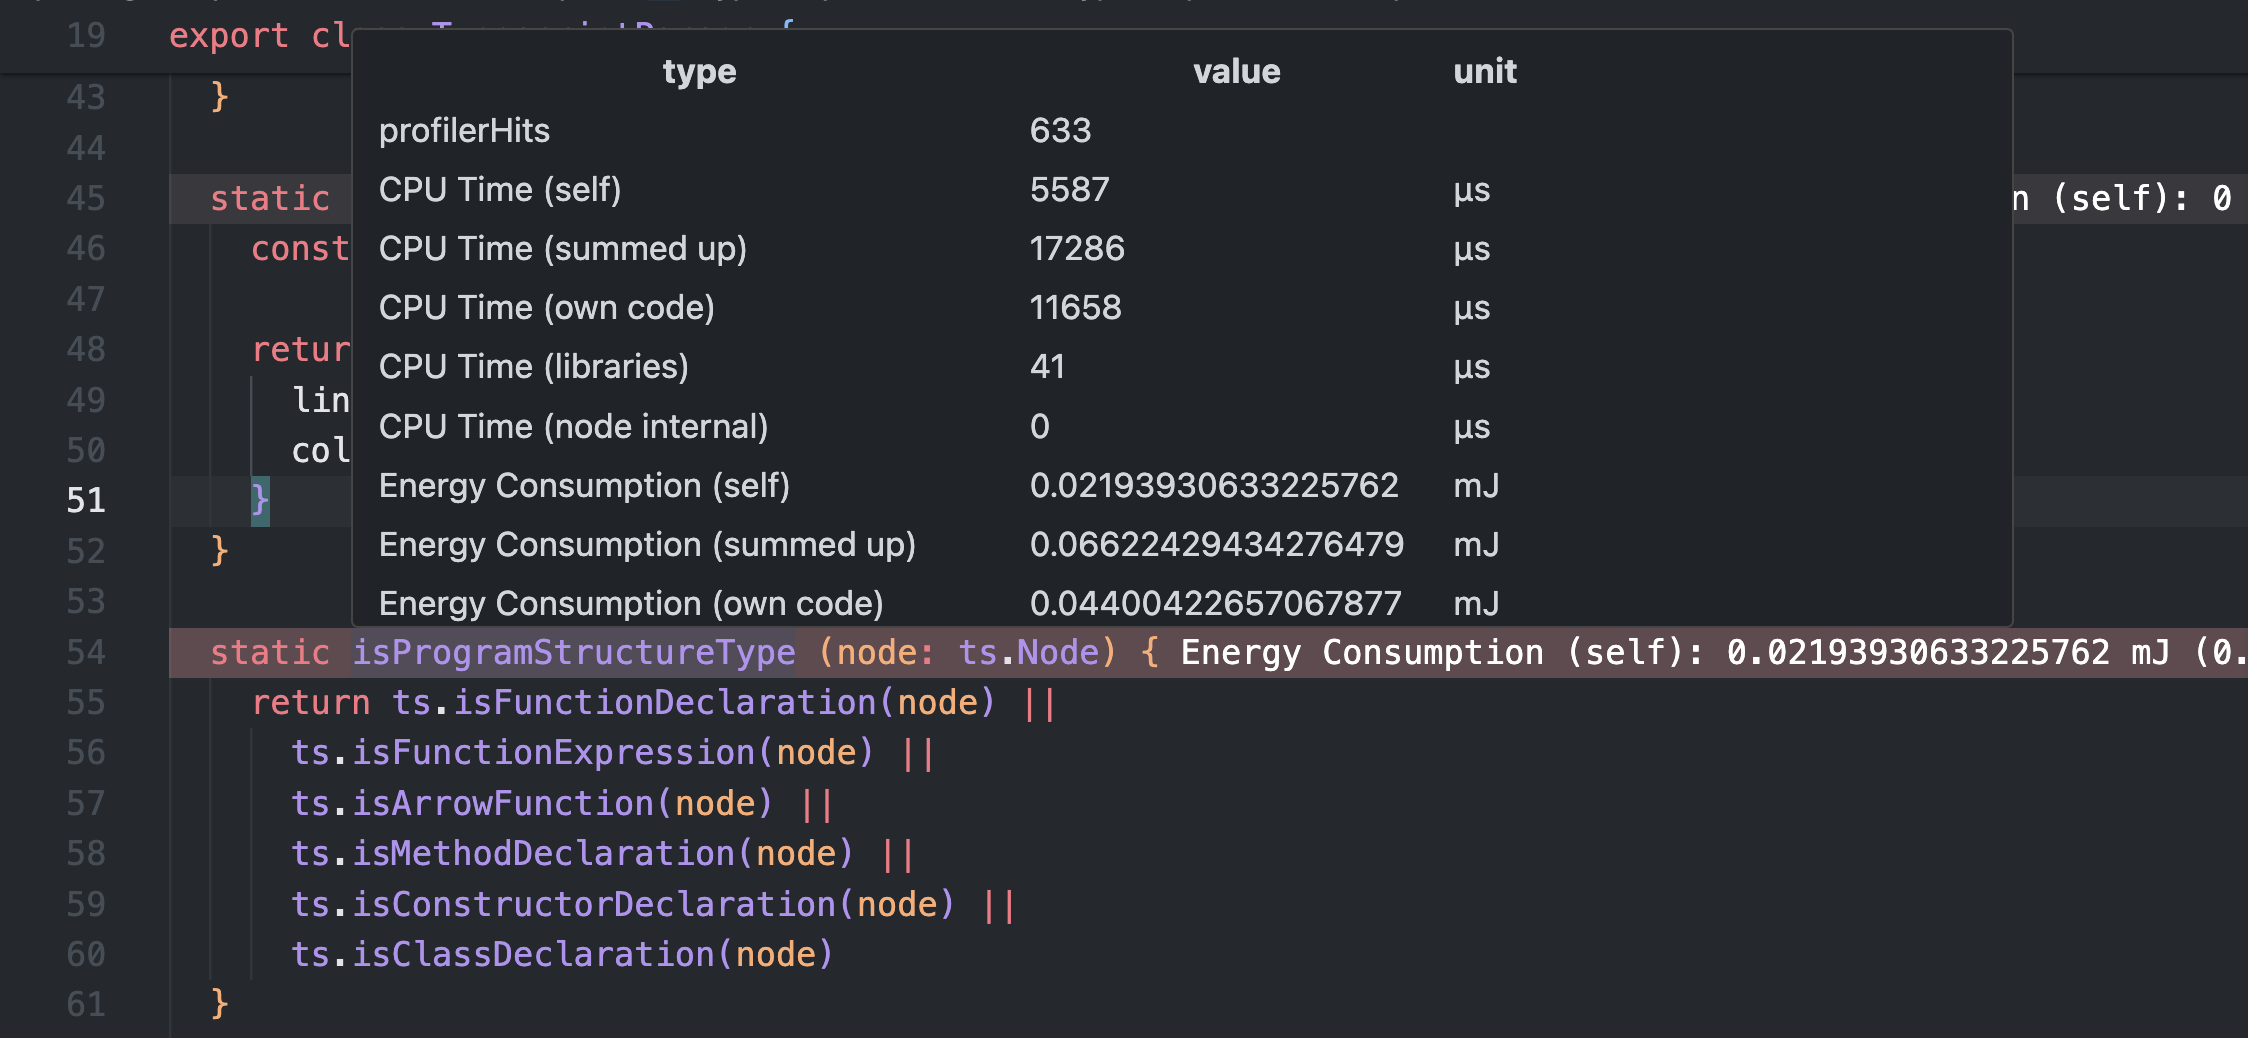 19 export cl
type value unit
43 }
profilerHits 633
44
CPU Time (self) 5587 µs
45 static n (self): 0
46 const CPU Time (summed up) 17286 µs
47 CPU Time (own code) 11658 µs
48 retur CPU Time (libraries) 41 µs
49 lin
CPU Time (node internal) 0 µs
50 col
Energy Consumption (self) 0.02193930633225762 mJ
51 }
52 } Energy Consumption (summed up) 0.06622429434276479 mJ
53 Energy Consumption (own code) 0.04400422657067877 mJ
54 static isProgramStructureType (node: ts.Node) { Energy Consumption (self): 0.02193930633225762 mJ (0.
55 return ts.isFunctionDeclaration(node) ||
56 ts.isFunctionExpression(node) ||
57 ts.isArrowFunction(node) ||
58 ts.isMethodDeclaration(node) ||
59 ts.isConstructorDeclaration(node) ||
60 ts.isClassDeclaration(node)
61 }